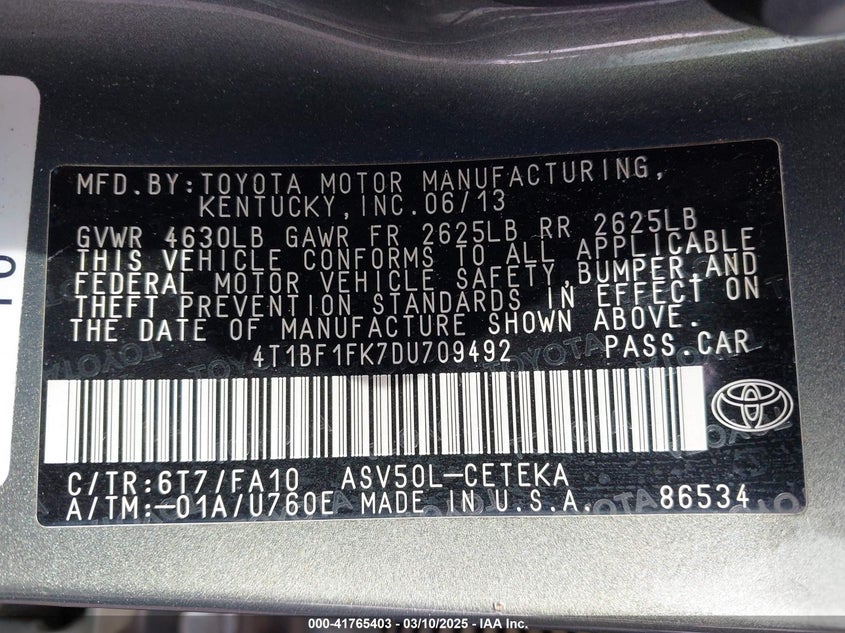 MFD.BY:TOYOTA MOTOR MANUFACTURING,
KENTUCKY,INC.06/13
GVWR 4630LB GAWR FR 2625LB RR 2625LB
THIS VEHICLE CONFORMS TO ALL APPLICABLE
FEDERAL MOTOR VEHICLE SAFETY,BUMPER,AND
THEFT PREVENTION STANDARDS IN EFFECT ON
THE DATE OF MANUFACTURE SHOWN ABOVE.
4T1BF1FK7DU709492 PASS.CAR
C/TR:6T7/FA10 ASV50L-CETEKA
A/TM:-01A/U760E MADE IN U.S.A. 86534
000-41765403 — 03/10/2025 — IAA Inc.